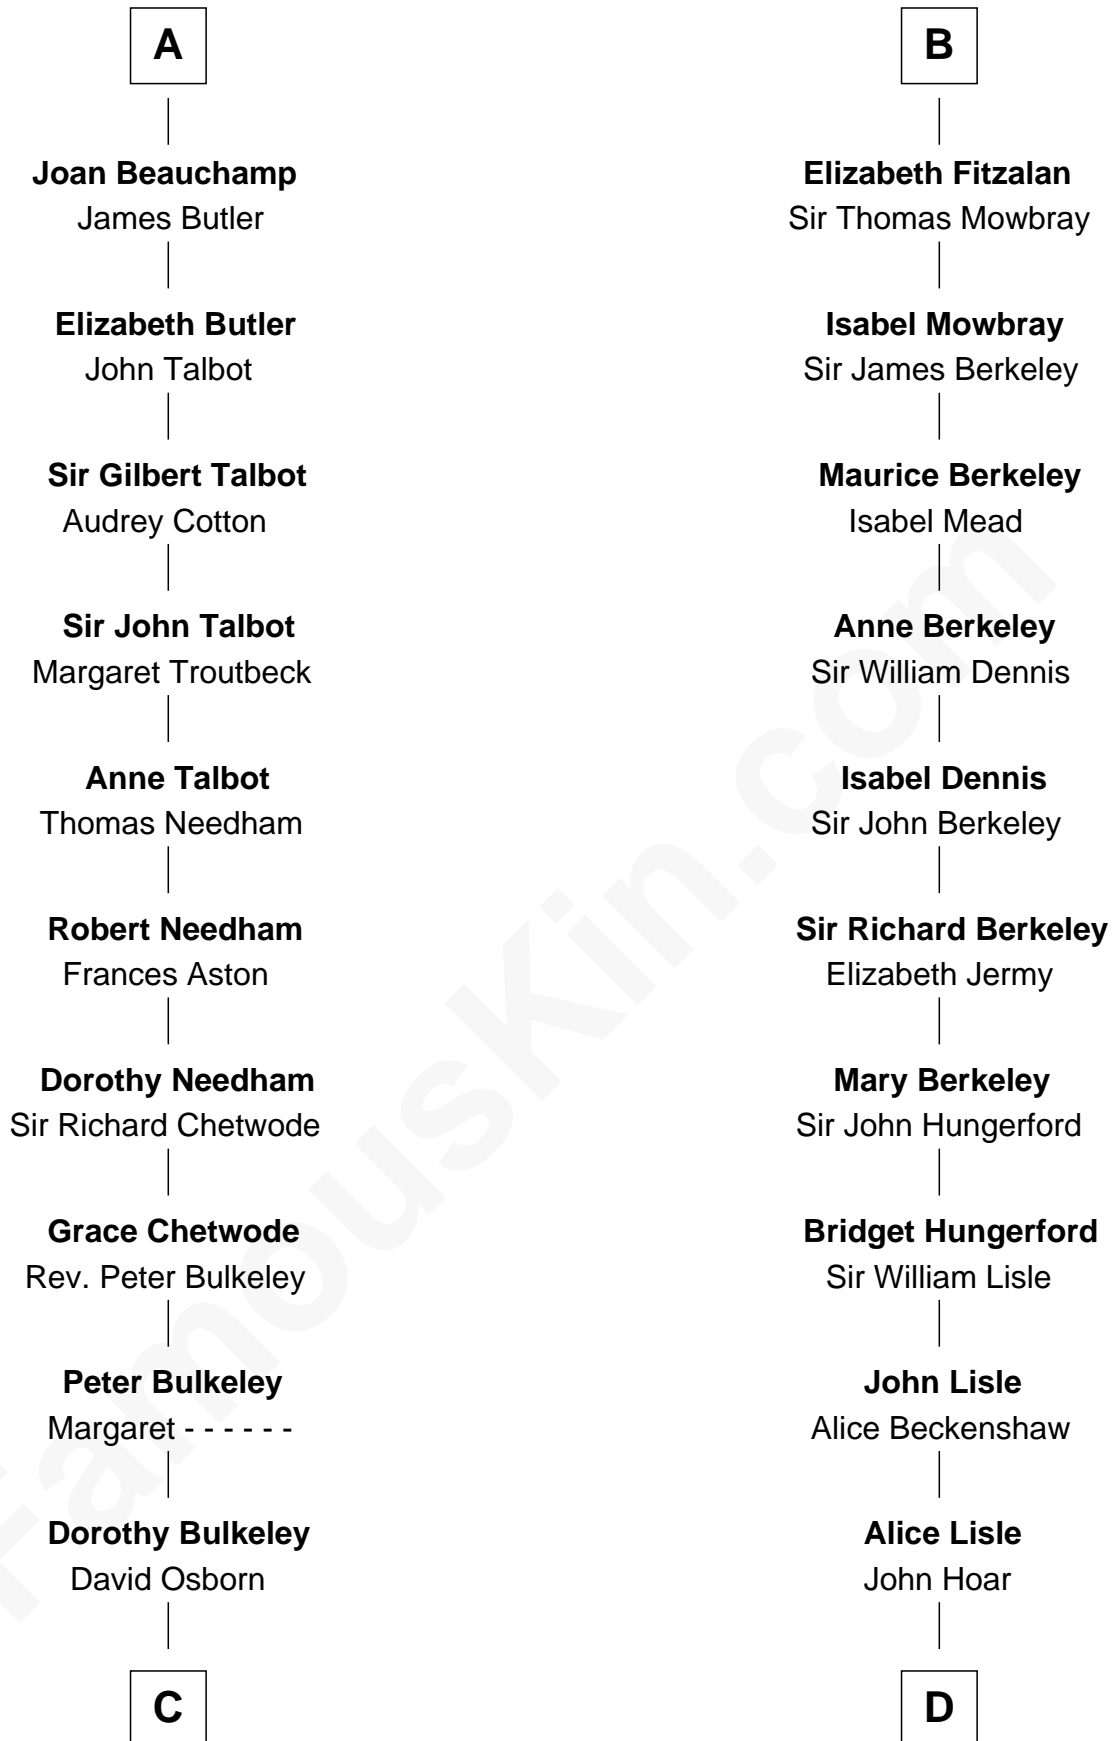 A
Joan Beauchamp
James Butler
Elizabeth Butler
John Talbot
Sir Gilbert Talbot
Audrey Cotton
Sir John Talbot
Margaret Troutbeck
Anne Talbot
Thomas Needham
Robert Needham
Frances Aston
Dorothy Needham
Sir Richard Chetwode
Grace Chetwode
Rev. Peter Bulkeley
Peter Bulkeley
Margaret - - - - - -
Dorothy Bulkeley
David Osborn
C
B
Elizabeth Fitzalan
Sir Thomas Mowbray
Isabel Mowbray
Sir James Berkeley
Maurice Berkeley
Isabel Mead
Anne Berkeley
Sir William Dennis
Isabel Dennis
Sir John Berkeley
Sir Richard Berkeley
Elizabeth Jermy
Mary Berkeley
Sir John Hungerford
Bridget Hungerford
Sir William Lisle
John Lisle
Alice Beckenshaw
Alice Lisle
John Hoar
D
FamousKin.com